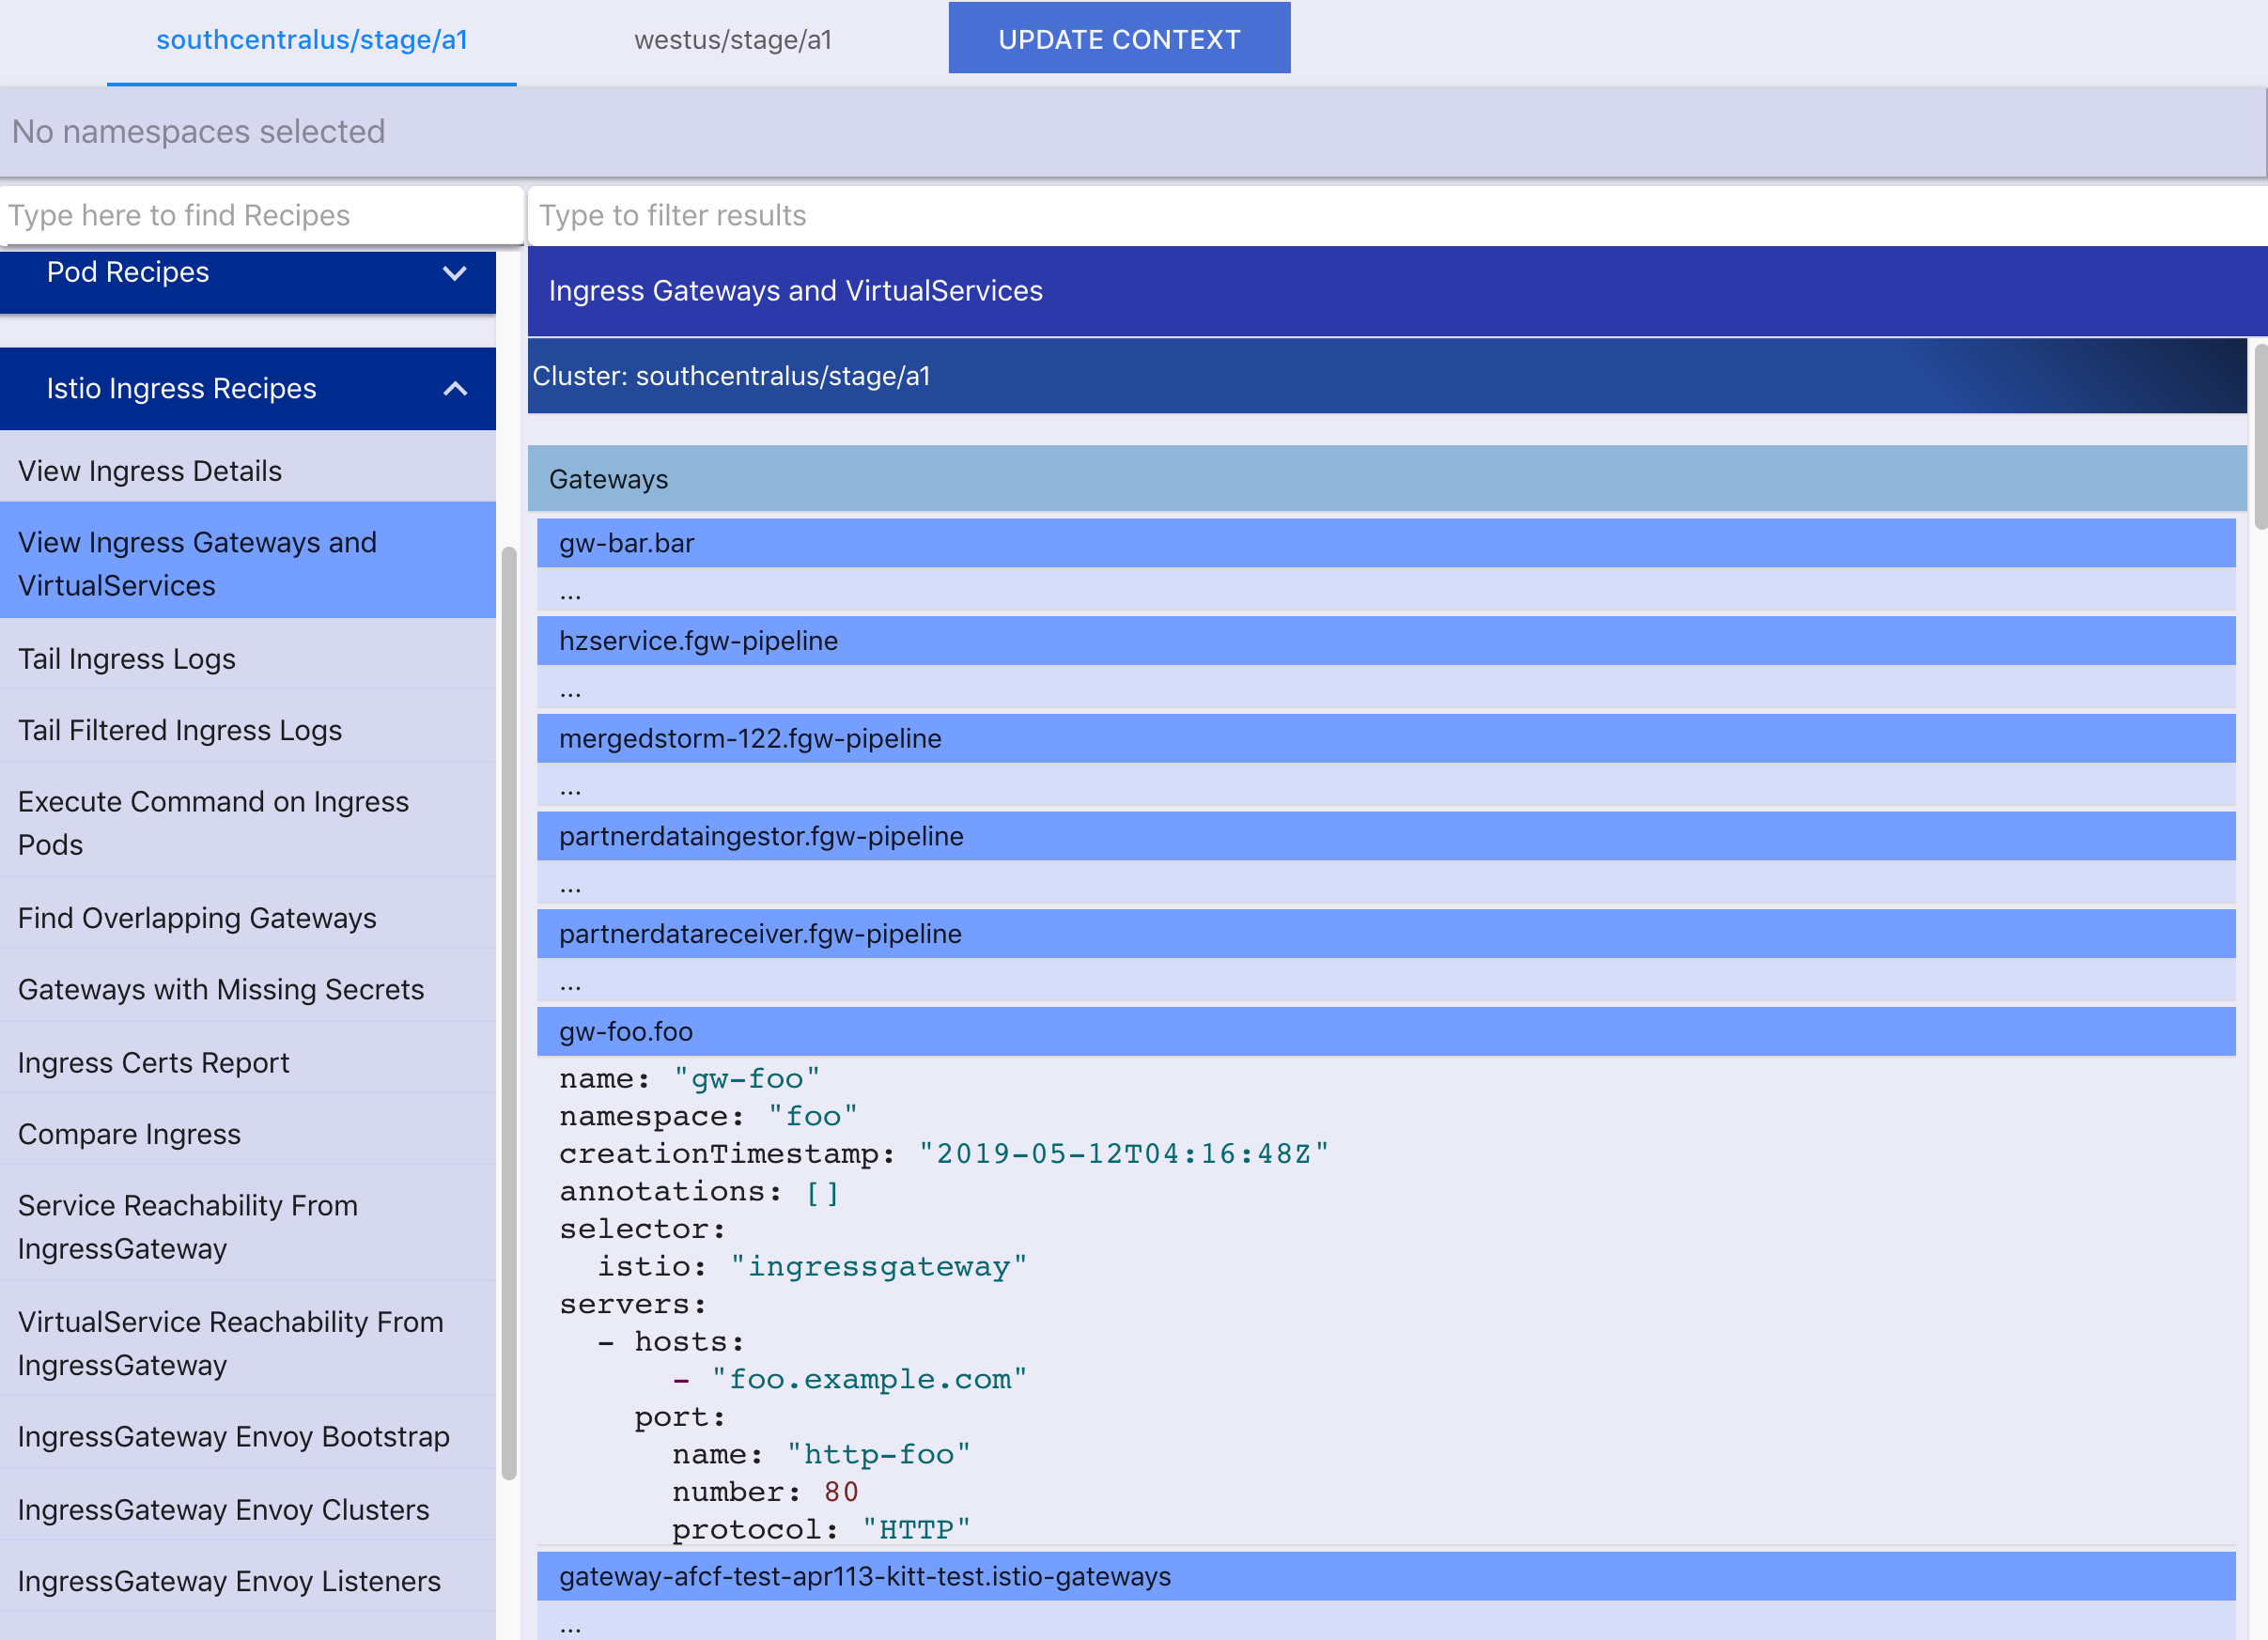 southcentralus/stage/a1
westus/stage/a1
UPDATE CONTEXT
No namespaces selected
Type here to find Recipes
Type to filter results
Pod Recipes
Istio Ingress Recipes
View Ingress Details
View Ingress Gateways and
VirtualServices
Tail Ingress Logs
Tail Filtered Ingress Logs
Execute Command on Ingress
Pods
Find Overlapping Gateways
Gateways with Missing Secrets
Ingress Certs Report
Compare Ingress
Service Reachability From
IngressGateway
VirtualService Reachability From
IngressGateway
IngressGateway Envoy Bootstrap
IngressGateway Envoy Clusters
IngressGateway Envoy Listeners
Ingress Gateways and VirtualServices
Cluster: southcentralus/stage/a1
Gateways
gw-bar.bar
...
hzservice.fgw-pipeline
...
mergedstorm-122.fgw-pipeline
...
partnerdataingestor.fgw-pipeline
...
partnerdatareceiver.fgw-pipeline
...
gw-foo.foo
name: "gw-foo"
namespace: "foo"
creationTimestamp: "2019-05-12T04:16:48Z"
annotations: []
selector:
  istio: "ingressgateway"
servers:
  - hosts:
      - "foo.example.com"
    port:
      name: "http-foo"
      number: 80
      protocol: "HTTP"
gateway-afcf-test-apr113-kitt-test.istio-gateways
...